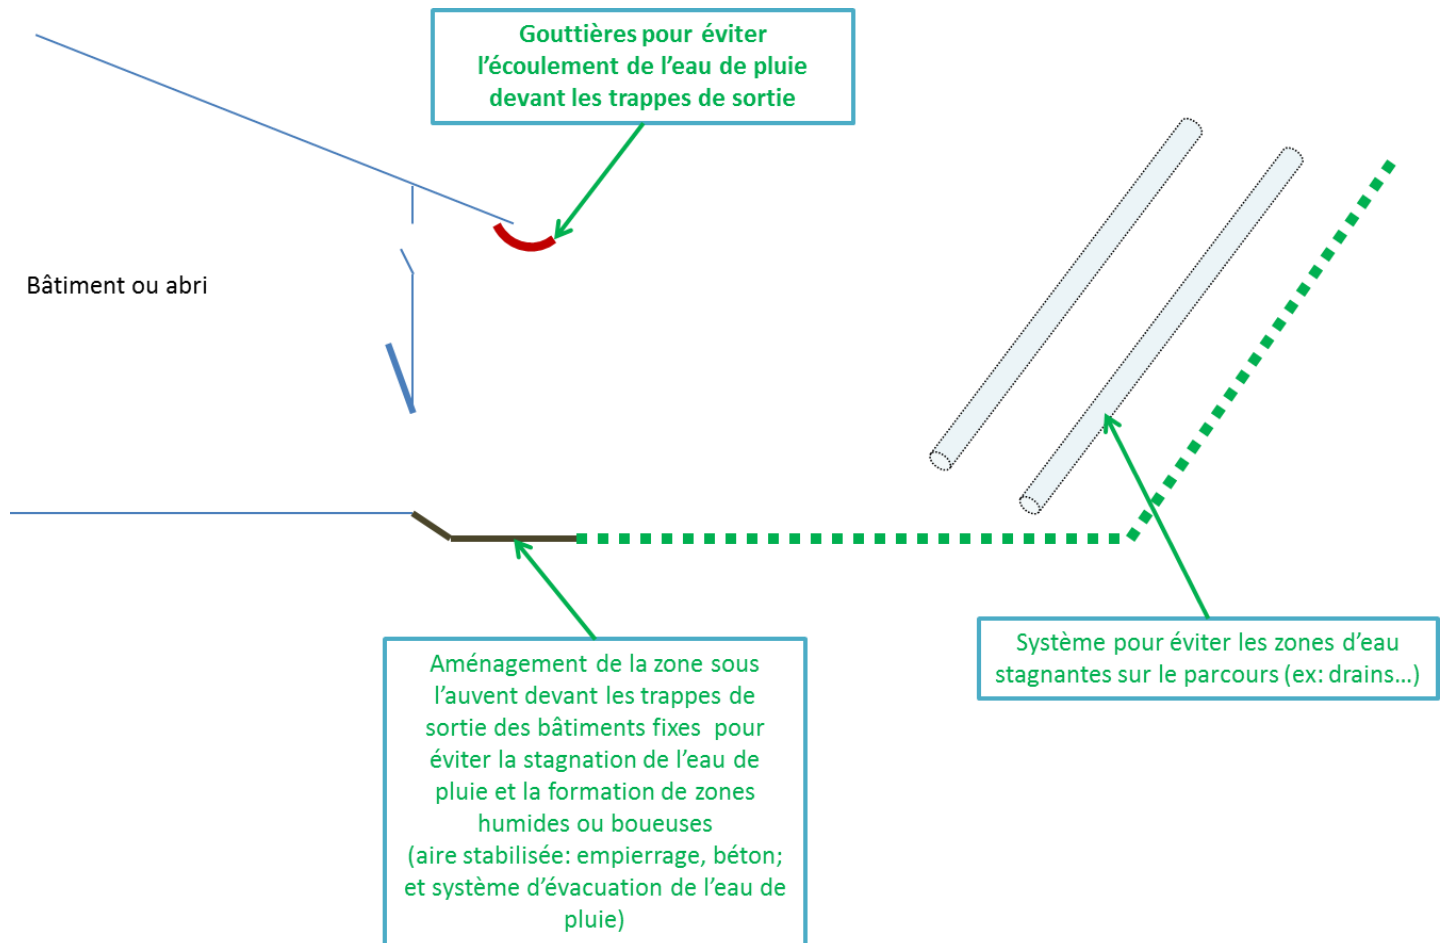 Gouttières pour éviter
l'écoulement de l'eau de pluie
devant les trappes de sortie
Bâtiment ou abri
Système pour éviter les zones d'eau
stagnantes sur le parcours (ex: drains...)
Aménagement de la zone sous
l'auvent devant les trappes de
sortie des bâtiments fixes pour
éviter la stagnation de l'eau de
pluie et la formation de zones
humides ou boueuses
(aire stabilisée: empierrage, béton;
et système d'évacuation de l'eau de
pluie)